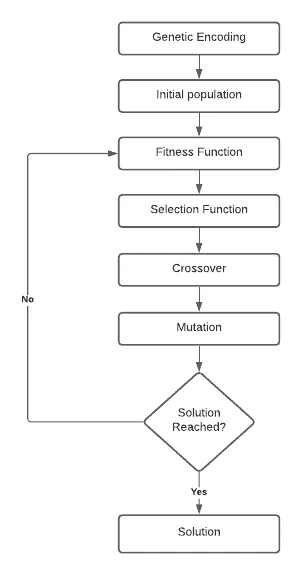 Genetic Encoding
Initial population
Fitness Function
Selection Function
Crossover
Mutation
Solution
Reached?
No
Yes
Solution